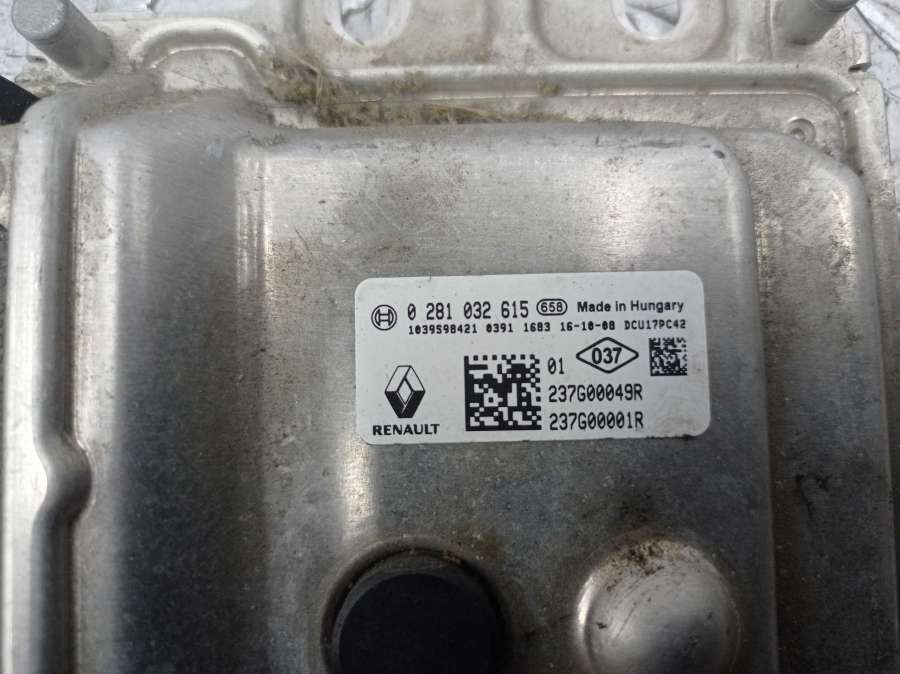 0 281 032 615 658 Made in Hungary
1039S98421 0391 1683 16-10-08 DCU17PC42
01 037
237G00049R
RENAULT 237G00001R